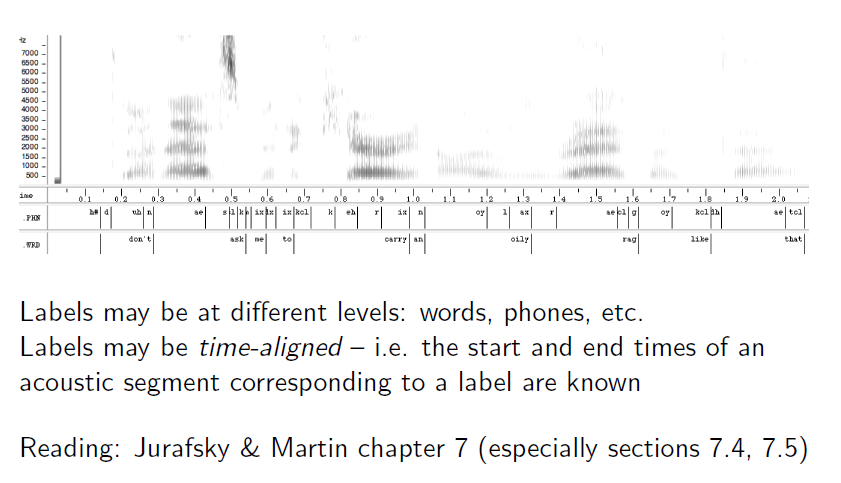 Hz
7000
6500
6000
5500
5000
4500
4000
3500
3000
2500
2000
1500
1000
500
ime 0.1 0.2 0.3 0.4 0.5 0.6 0.7 0.8 0.9 1.0 1.1 1.2 1.3 1.4 1.5 1.6 1.7 1.8 1.9 2.0
.PHN h# d uh n ae s k ix ix kcl k eh r ix n oy l ax r ae g oy kcl ae tcl
.WRD don't ask me to carry an oily rag like that
Labels may be at different levels: words, phones, etc.
Labels may be time-aligned – i.e. the start and end times of an
acoustic segment corresponding to a label are known
Reading: Jurafsky & Martin chapter 7 (especially sections 7.4, 7.5)